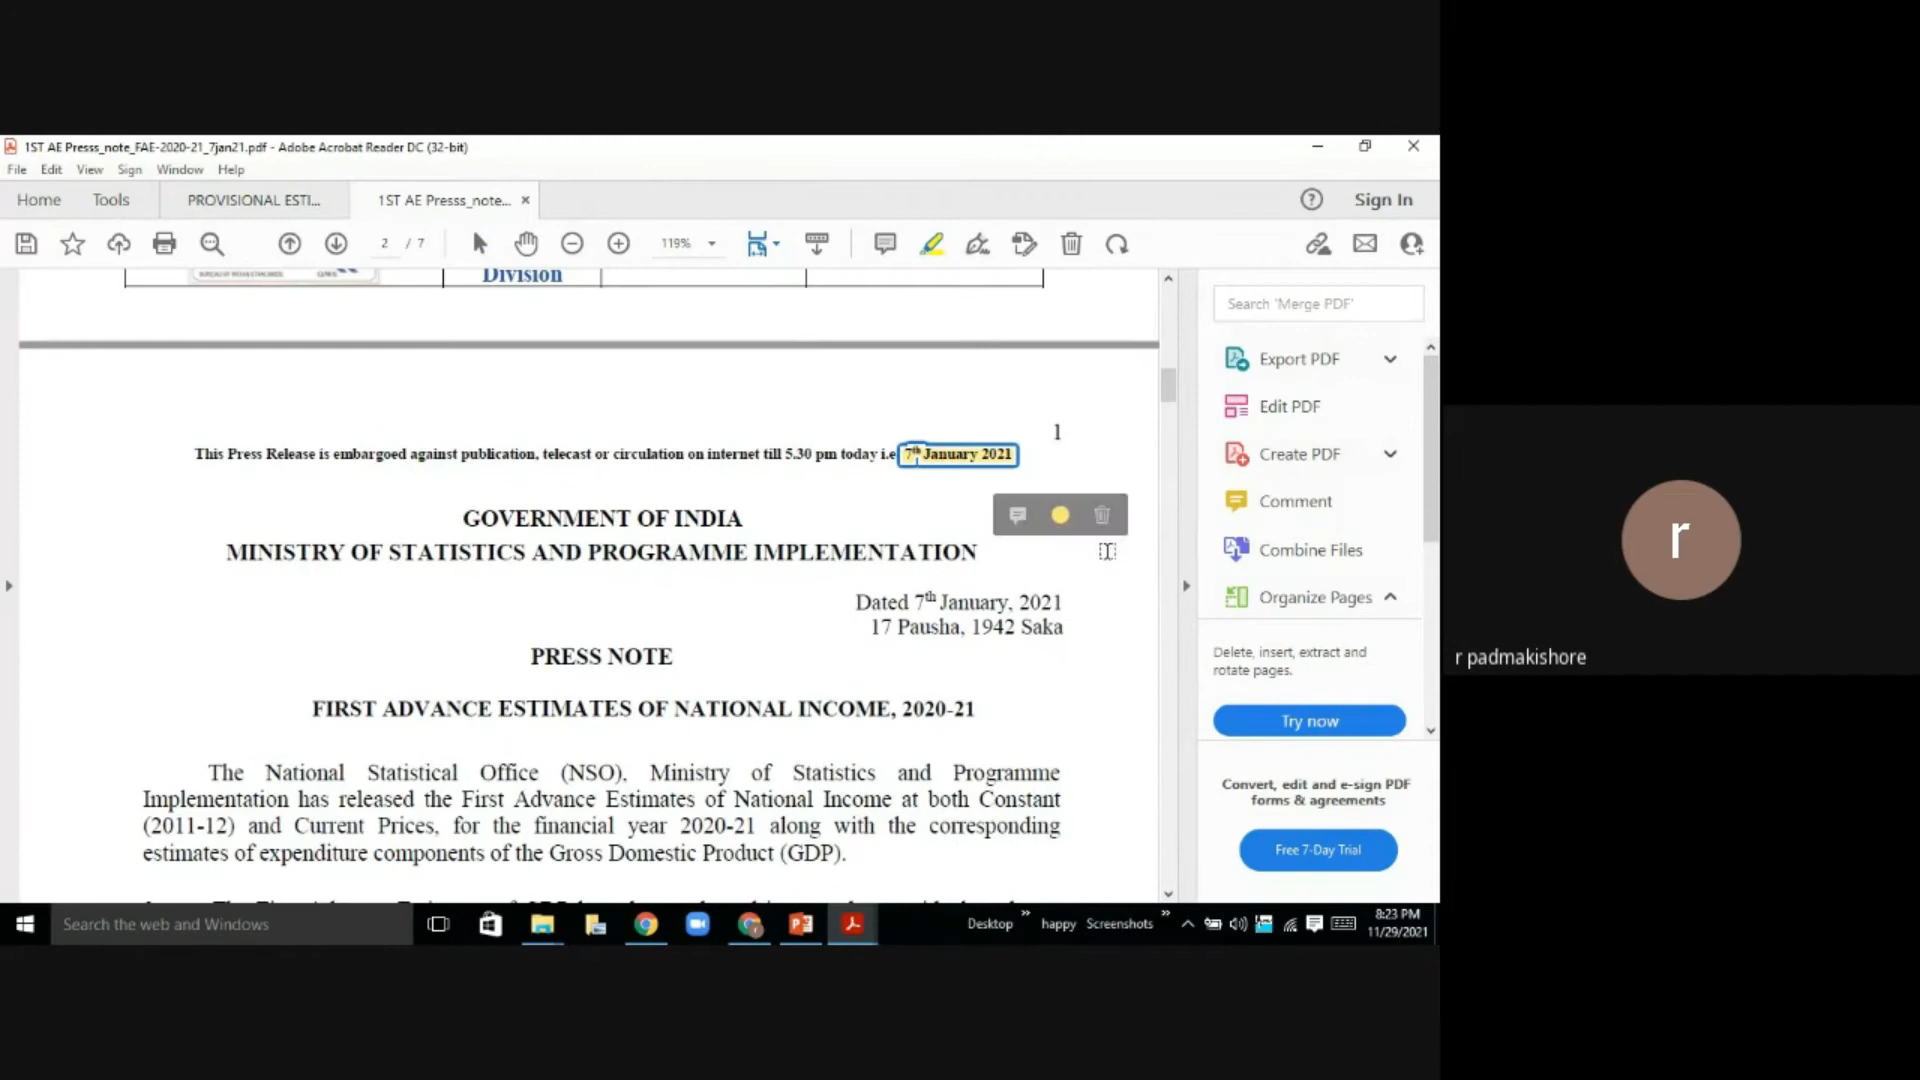 1ST AE Presss_note_FAE-2020-21_7jan21.pdf - Adobe Acrobat Reader DC (32-bit)
File Edit View Sign Window Help
Home Tools PROVISIONAL ESTI... 1ST AE Presss_note... × Sign In
2 / 7 119%
Division
Search 'Merge PDF'
Export PDF
Edit PDF
Create PDF
Comment
Combine Files
Organize Pages
Delete, insert, extract and
rotate pages.
Try now
Convert, edit and e-sign PDF
forms & agreements
Free 7-Day Trial
1
This Press Release is embargoed against publication, telecast or circulation on internet till 5.30 pm today i.e 7th January 2021
GOVERNMENT OF INDIA
MINISTRY OF STATISTICS AND PROGRAMME IMPLEMENTATION
Dated 7th January, 2021
17 Pausha, 1942 Saka
PRESS NOTE
FIRST ADVANCE ESTIMATES OF NATIONAL INCOME, 2020-21
The National Statistical Office (NSO), Ministry of Statistics and Programme
Implementation has released the First Advance Estimates of National Income at both Constant
(2011-12) and Current Prices, for the financial year 2020-21 along with the corresponding
estimates of expenditure components of the Gross Domestic Product (GDP).
Search the web and Windows
Desktop » happy Screenshots »
8:23 PM
11/29/2021
r
r padmakishore